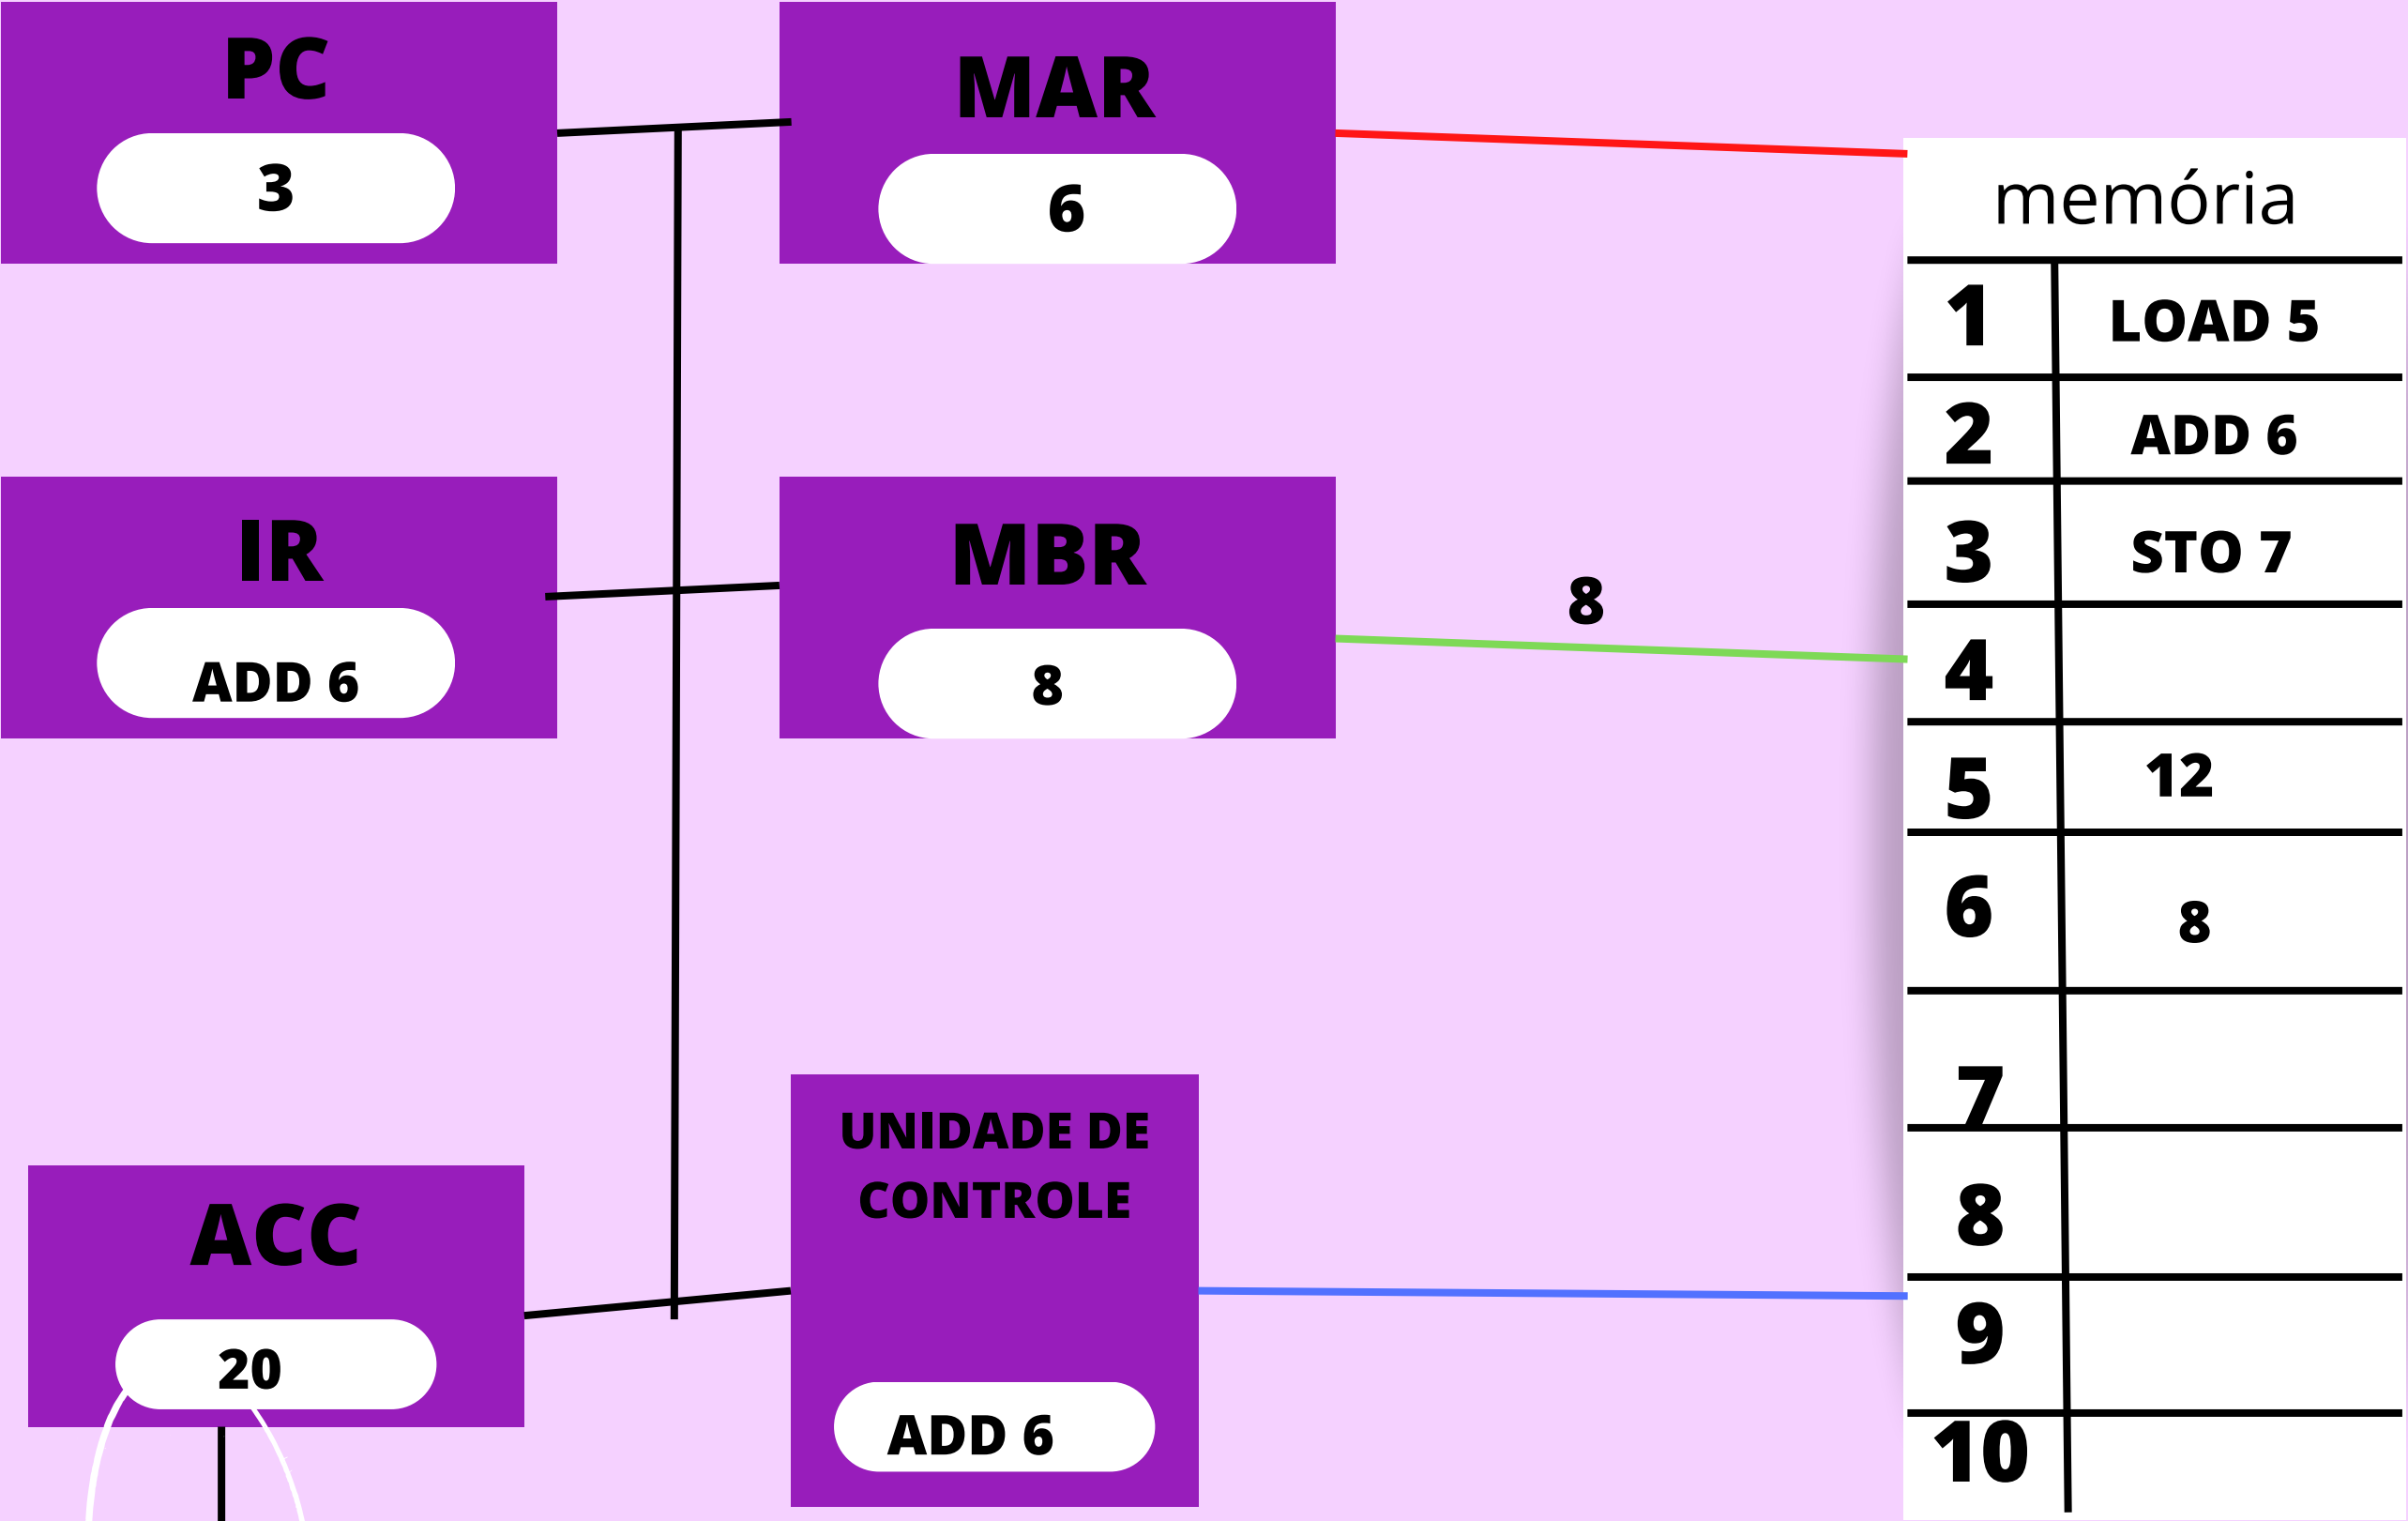 PC
3
MAR
6
IR
ADD 6
MBR
8
8
ACC
20
UNIDADE DE
CONTROLE
ADD 6
memória
1 LOAD 5
2 ADD 6
3 STO 7
4
5 12
6 8
7
8
9
10